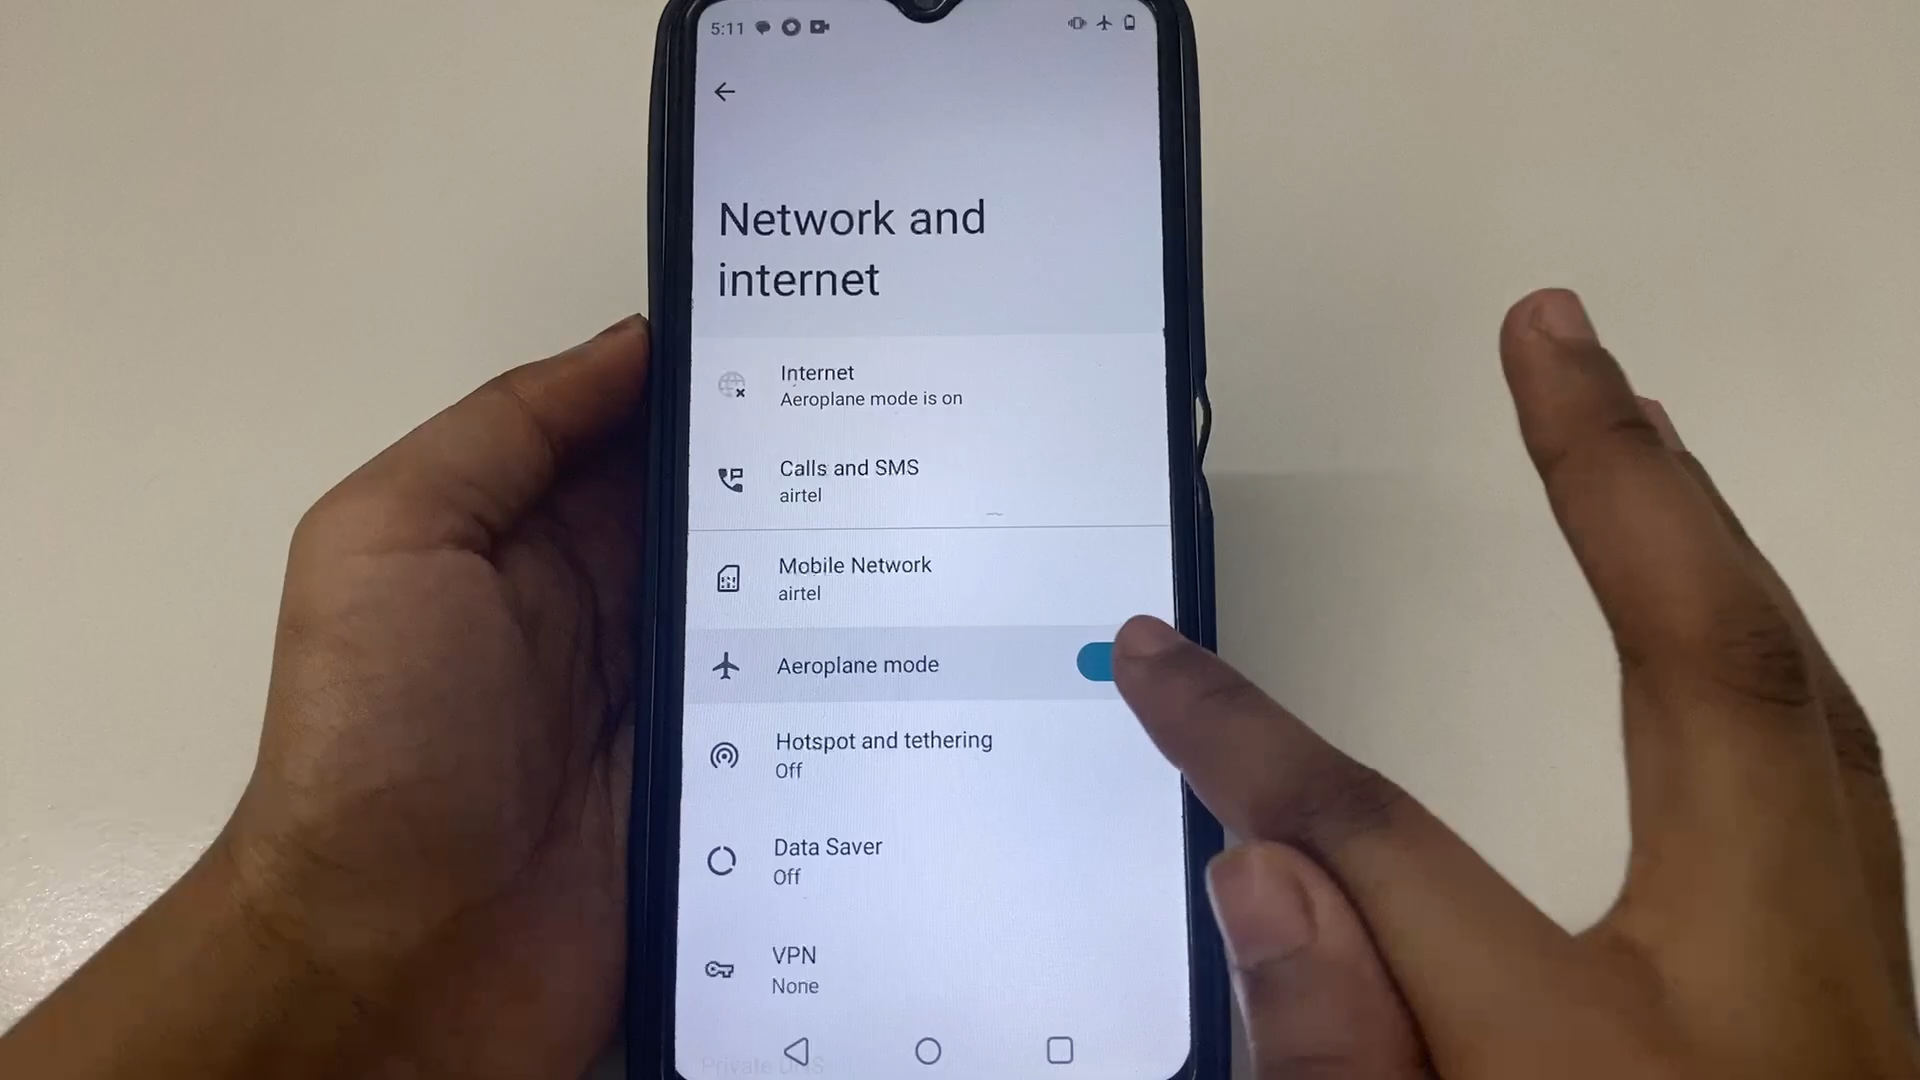 5:11
Network and
internet
Internet
Aeroplane mode is on
Calls and SMS
airtel
Mobile Network
airtel
Aeroplane mode
Hotspot and tethering
Off
Data Saver
Off
VPN
None
Private DNS